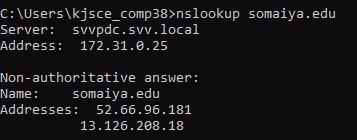 C:\Users\kjsce_comp38>nslookup somaiya.edu
Server:  svvpdc.svv.local
Address:  172.31.0.25

Non-authoritative answer:
Name:    somaiya.edu
Addresses:  52.66.96.181
          13.126.208.18